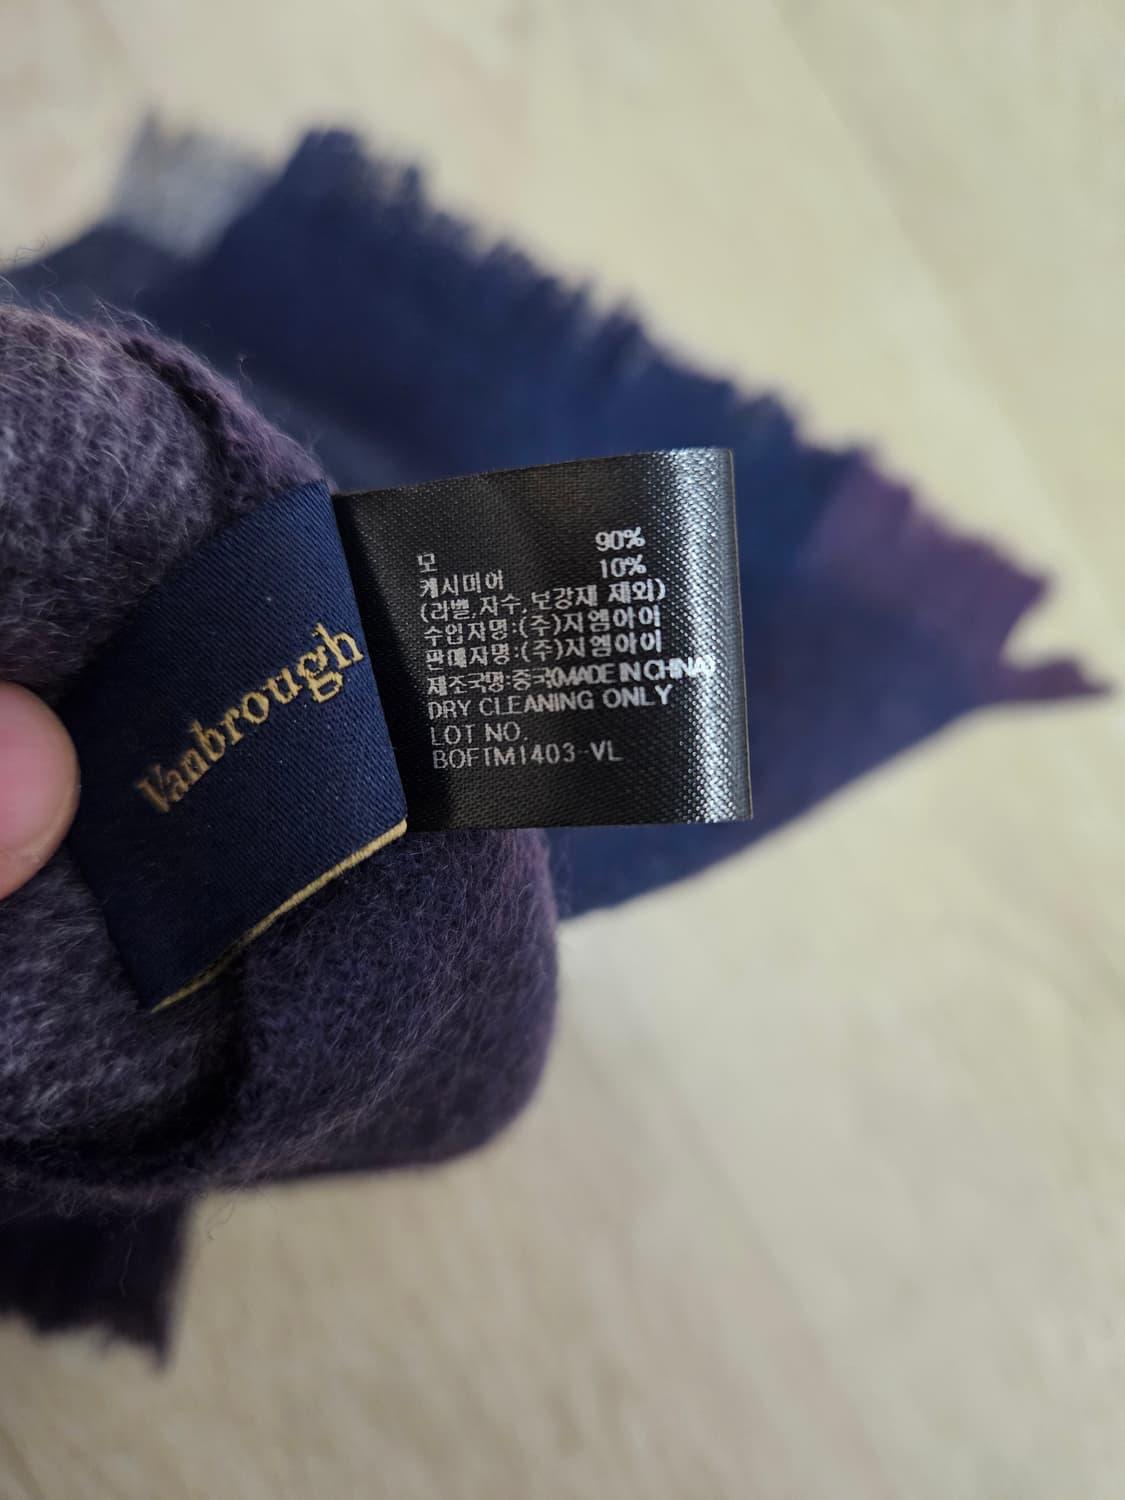 Vanbrough
모 90%
케시미어 10%
(라벨,자수,보강재 제외)
수입자명:(주)지엠아이
판매자명:(주)지엠아이
제조국명:중국(MADE IN CHINA)
DRY CLEANING ONLY
LOT NO.
BOFIM1403-VL